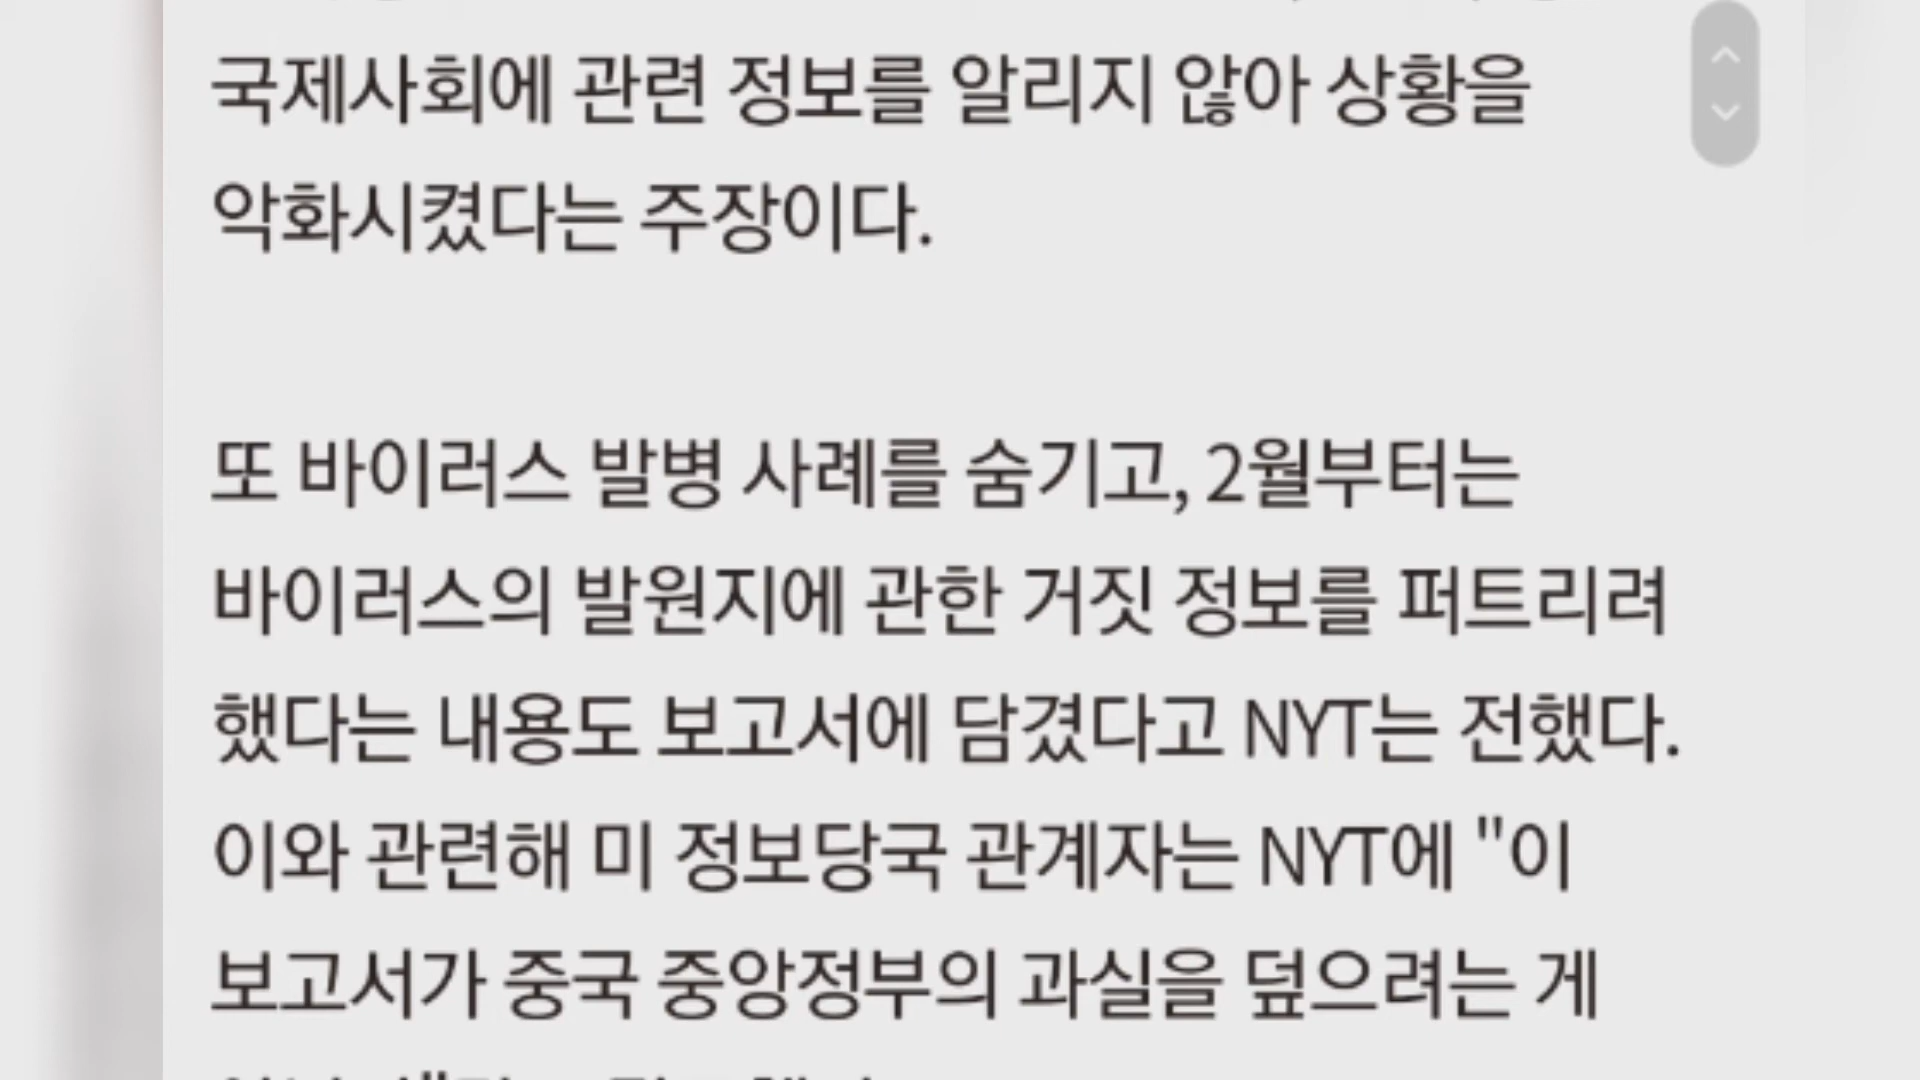 국제사회에 관련 정보를 알리지 않아 상황을
악화시켰다는 주장이다.
또 바이러스 발병 사례를 숨기고, 2월부터는
바이러스의 발원지에 관한 거짓 정보를 퍼트리려
했다는 내용도 보고서에 담겼다고 NYT는 전했다.
이와 관련해 미 정보당국 관계자는 NYT에 "이
보고서가 중국 중앙정부의 과실을 덮으려는 게